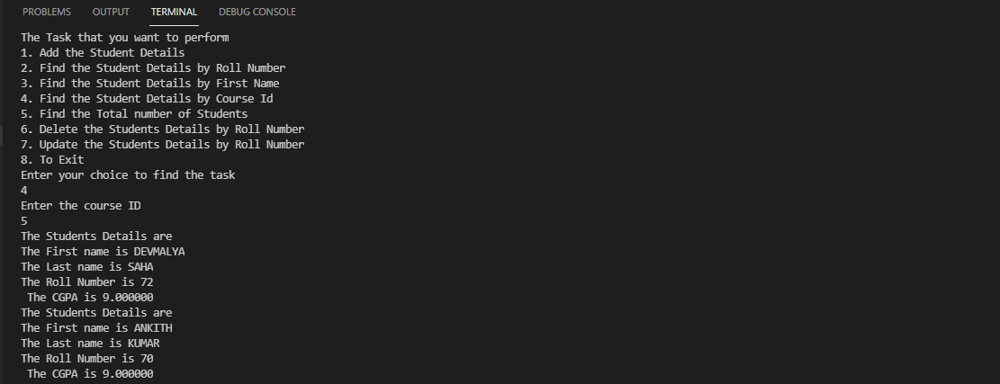 PROBLEMS OUTPUT TERMINAL DEBUG CONSOLE
The Task that you want to perform
1. Add the Student Details
2. Find the Student Details by Roll Number
3. Find the Student Details by First Name
4. Find the Student Details by Course Id
5. Find the Total number of Students
6. Delete the Students Details by Roll Number
7. Update the Students Details by Roll Number
8. To Exit
Enter your choice to find the task
4
Enter the course ID
5
The Students Details are
The First name is DEVMALYA
The Last name is SAHA
The Roll Number is 72
 The CGPA is 9.000000
The Students Details are
The First name is ANKITH
The Last name is KUMAR
The Roll Number is 70
 The CGPA is 9.000000